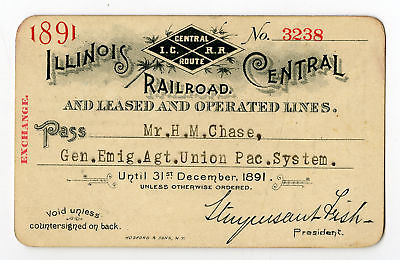 1891
No. 3238
CENTRAL
I.C. R.R.
ROUTE
ILLINOIS CENTRAL
RAILROAD.
AND LEASED AND OPERATED LINES.
EXCHANGE.
Pass Mr.H.M.Chase,
Gen.Emig.Agt.Union Pac.System.
Until 31ST December, 1891.
UNLESS OTHERWISE ORDERED.
Void unless
countersigned on back.
Stuyvesant Fish
President.
HOSFORD & SONS, N.Y.